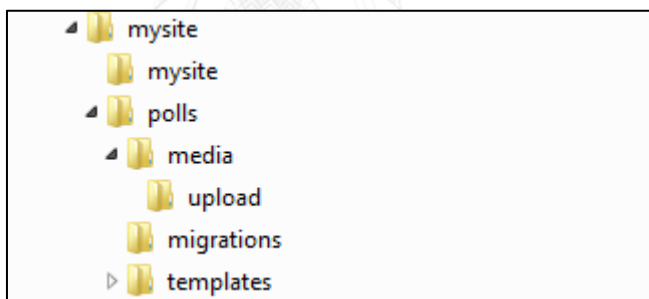 mysite
mysite
polls
media
upload
migrations
templates